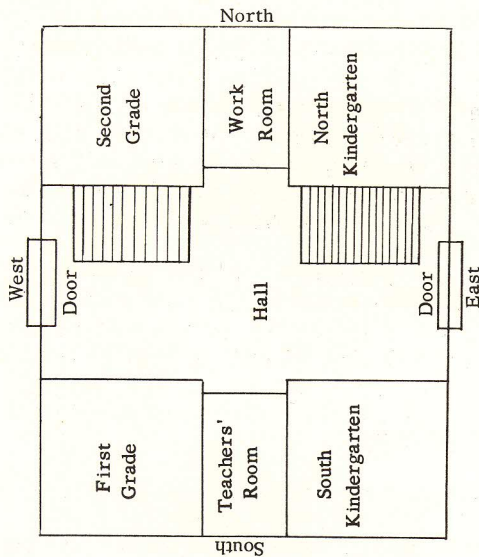 North
Second
Grade
Work
Room
North
Kindergarten
West
Door
Hall
Door
East
First
Grade
Teachers'
Room
South
Kindergarten
South